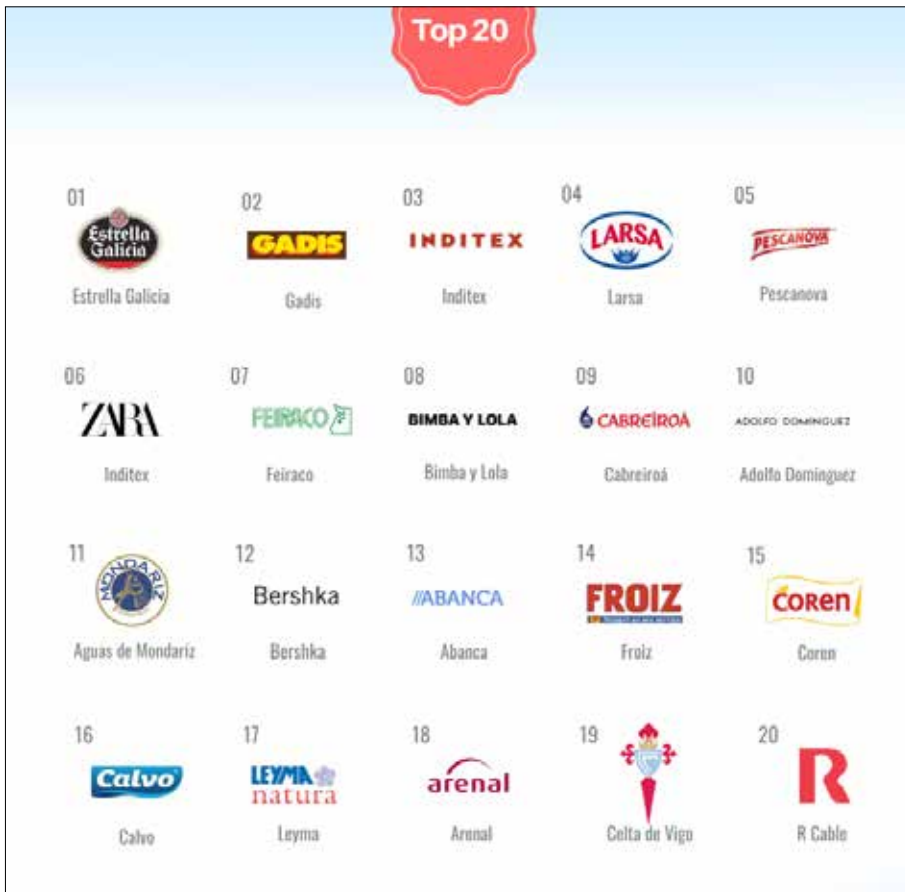 Top 20
01 02 03 04 05
Estrella Galicia GADIS INDITEX LARSA PESCANOVA
Estrella Galicia Gadis Inditex Larsa Pescanova
06 07 08 09 10
ZARA FEIRACO BIMBA Y LOLA CABREIROÁ ADOLFO DOMINGUEZ
Inditex Feiraco Bimba y Lola Cabreiroá Adolfo Dominguez
11 12 13 14 15
MONDARIZ Bershka //ABANCA FROIZ Coren
Aguas de Mondariz Bershka Abanca Froiz Coren
16 17 18 19 20
Calvo LEYMA natura arenal R
Calvo Leyma Arenal Celta de Vigo R Cable